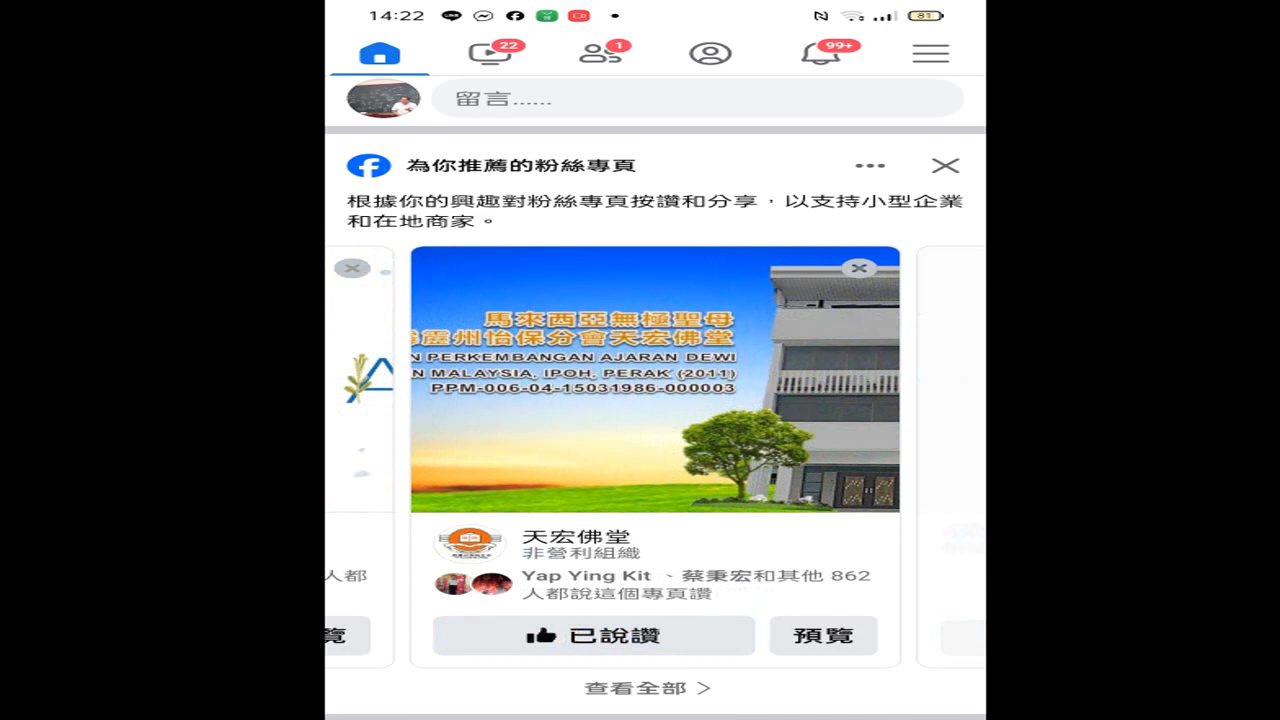 14:22
81
22
1
99+
留言......
為你推薦的粉絲專頁
根據你的興趣對粉絲專頁按讚和分享，以支持小型企業
和在地商家。
馬來西亞無極聖母
霹靂州怡保分會天宏佛堂
N PERKEMBANGAN AJARAN DEWI
N MALAYSIA, IPOH, PERAK (2011)
PPM-006-04-15031986-000003
天宏佛堂
非營利組織
人都
Yap Ying Kit 、蔡秉宏和其他 862
人都說這個專頁讚
覽
已說讚
預覽
查看全部 >